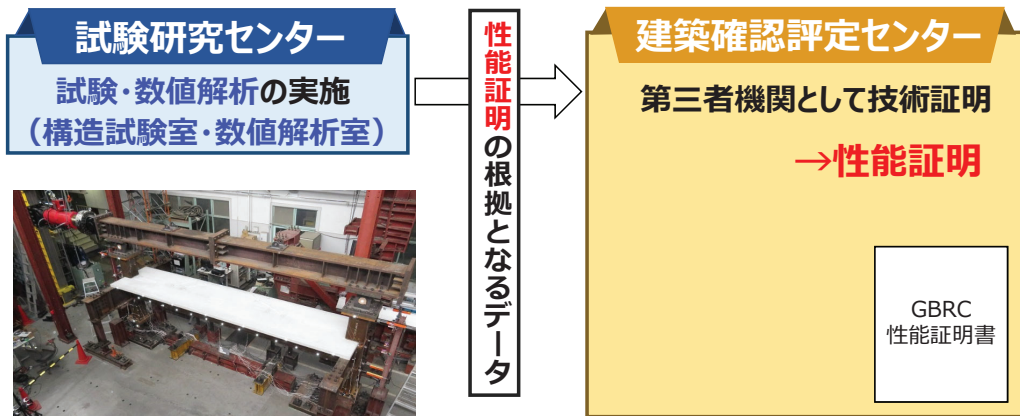 試験研究センター
試験・数値解析の実施
（構造試験室・数値解析室）
性能証明の根拠となるデータ
建築確認評定センター
第三者機関として技術証明
→性能証明
GBRC
性能証明書